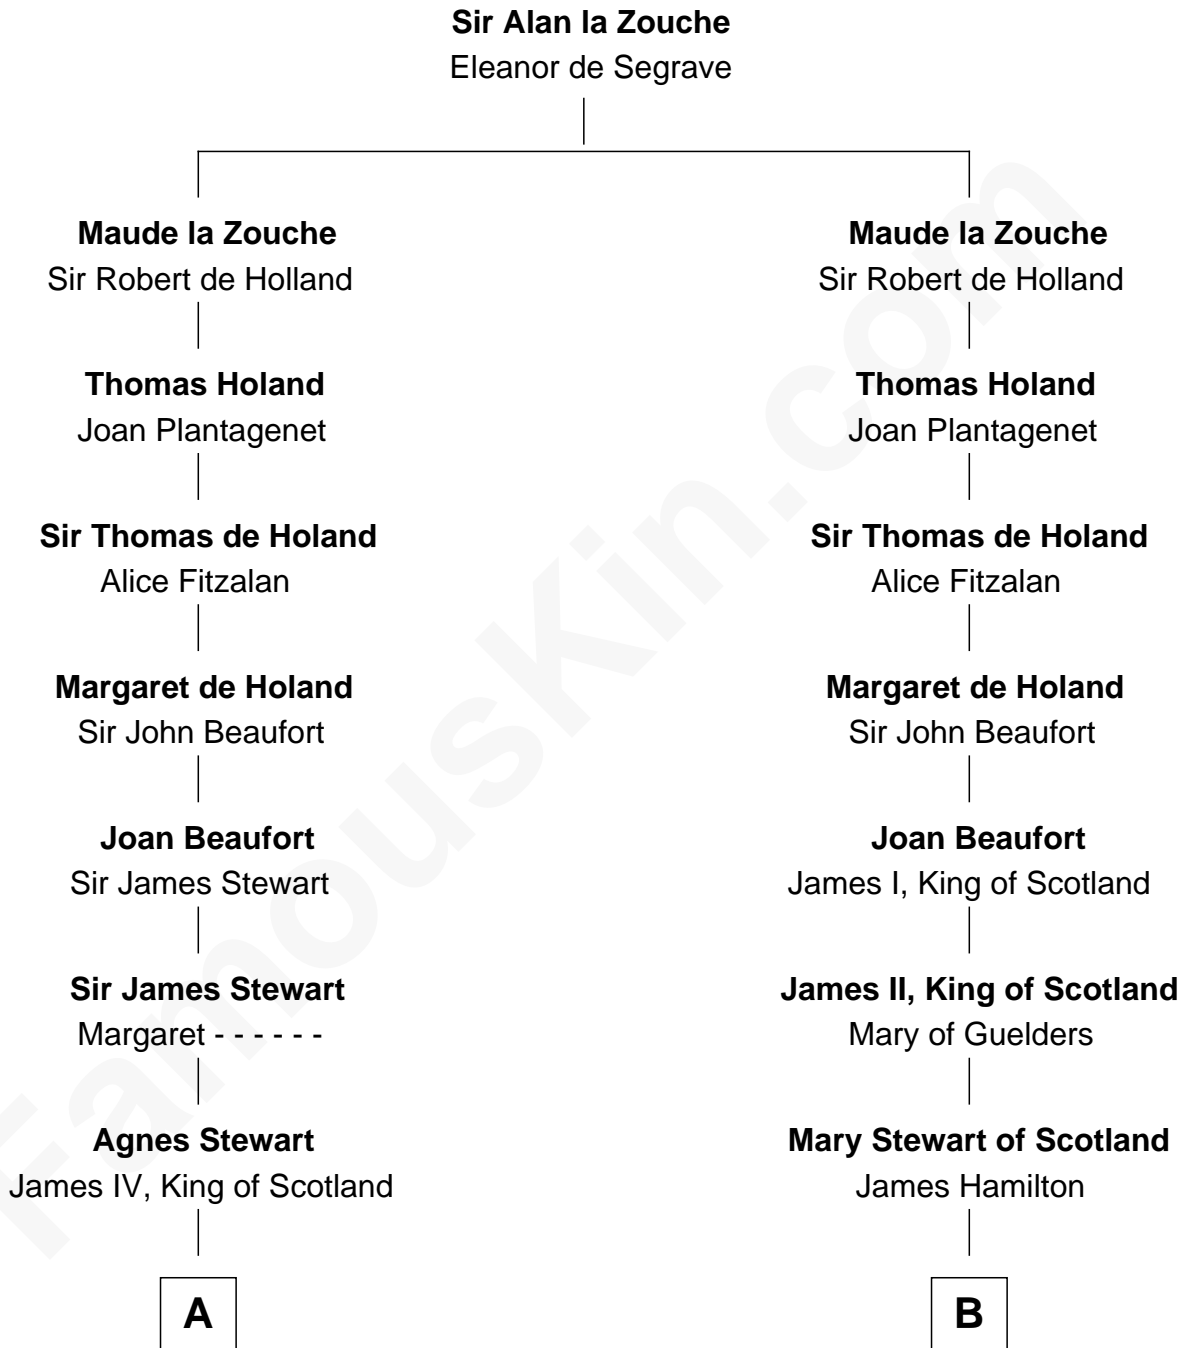 Sir Alan la Zouche
Eleanor de Segrave
Maude la Zouche
Sir Robert de Holland
Thomas Holand
Joan Plantagenet
Sir Thomas de Holand
Alice Fitzalan
Margaret de Holand
Sir John Beaufort
Joan Beaufort
Sir James Stewart
Sir James Stewart
Margaret - - - - - -
Agnes Stewart
James IV, King of Scotland
A
Maude la Zouche
Sir Robert de Holland
Thomas Holand
Joan Plantagenet
Sir Thomas de Holand
Alice Fitzalan
Margaret de Holand
Sir John Beaufort
Joan Beaufort
James I, King of Scotland
James II, King of Scotland
Mary of Guelders
Mary Stewart of Scotland
James Hamilton
B
FamousKin.com